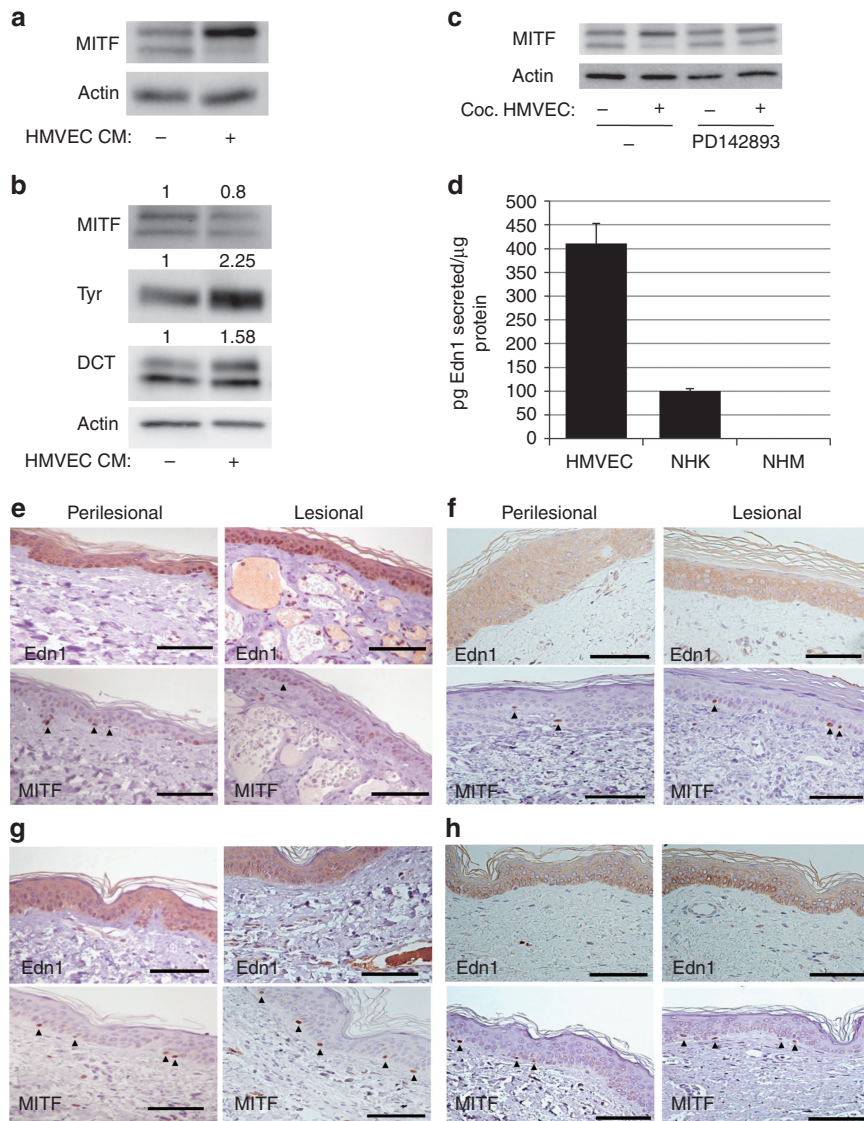 a
MITF
Actin
HMVEC CM: – +
b
1 0.8
MITF
1 2.25
Tyr
1 1.58
DCT
Actin
HMVEC CM: – +
c
MITF
Actin
Coc. HMVEC: – + – +
– PD142893
d
pg Edn1 secreted/μg
protein
500
450
400
350
300
250
200
150
100
50
0
HMVEC NHK NHM
e
Perilesional Lesional
Edn1 Edn1
MITF MITF
f
Perilesional Lesional
Edn1 Edn1
MITF MITF
g
Edn1 Edn1
MITF MITF
h
Edn1 Edn1
MITF MITF